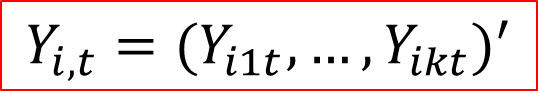 Y_{i,t} = (Y_{i1t}, … , Y_{ikt})′